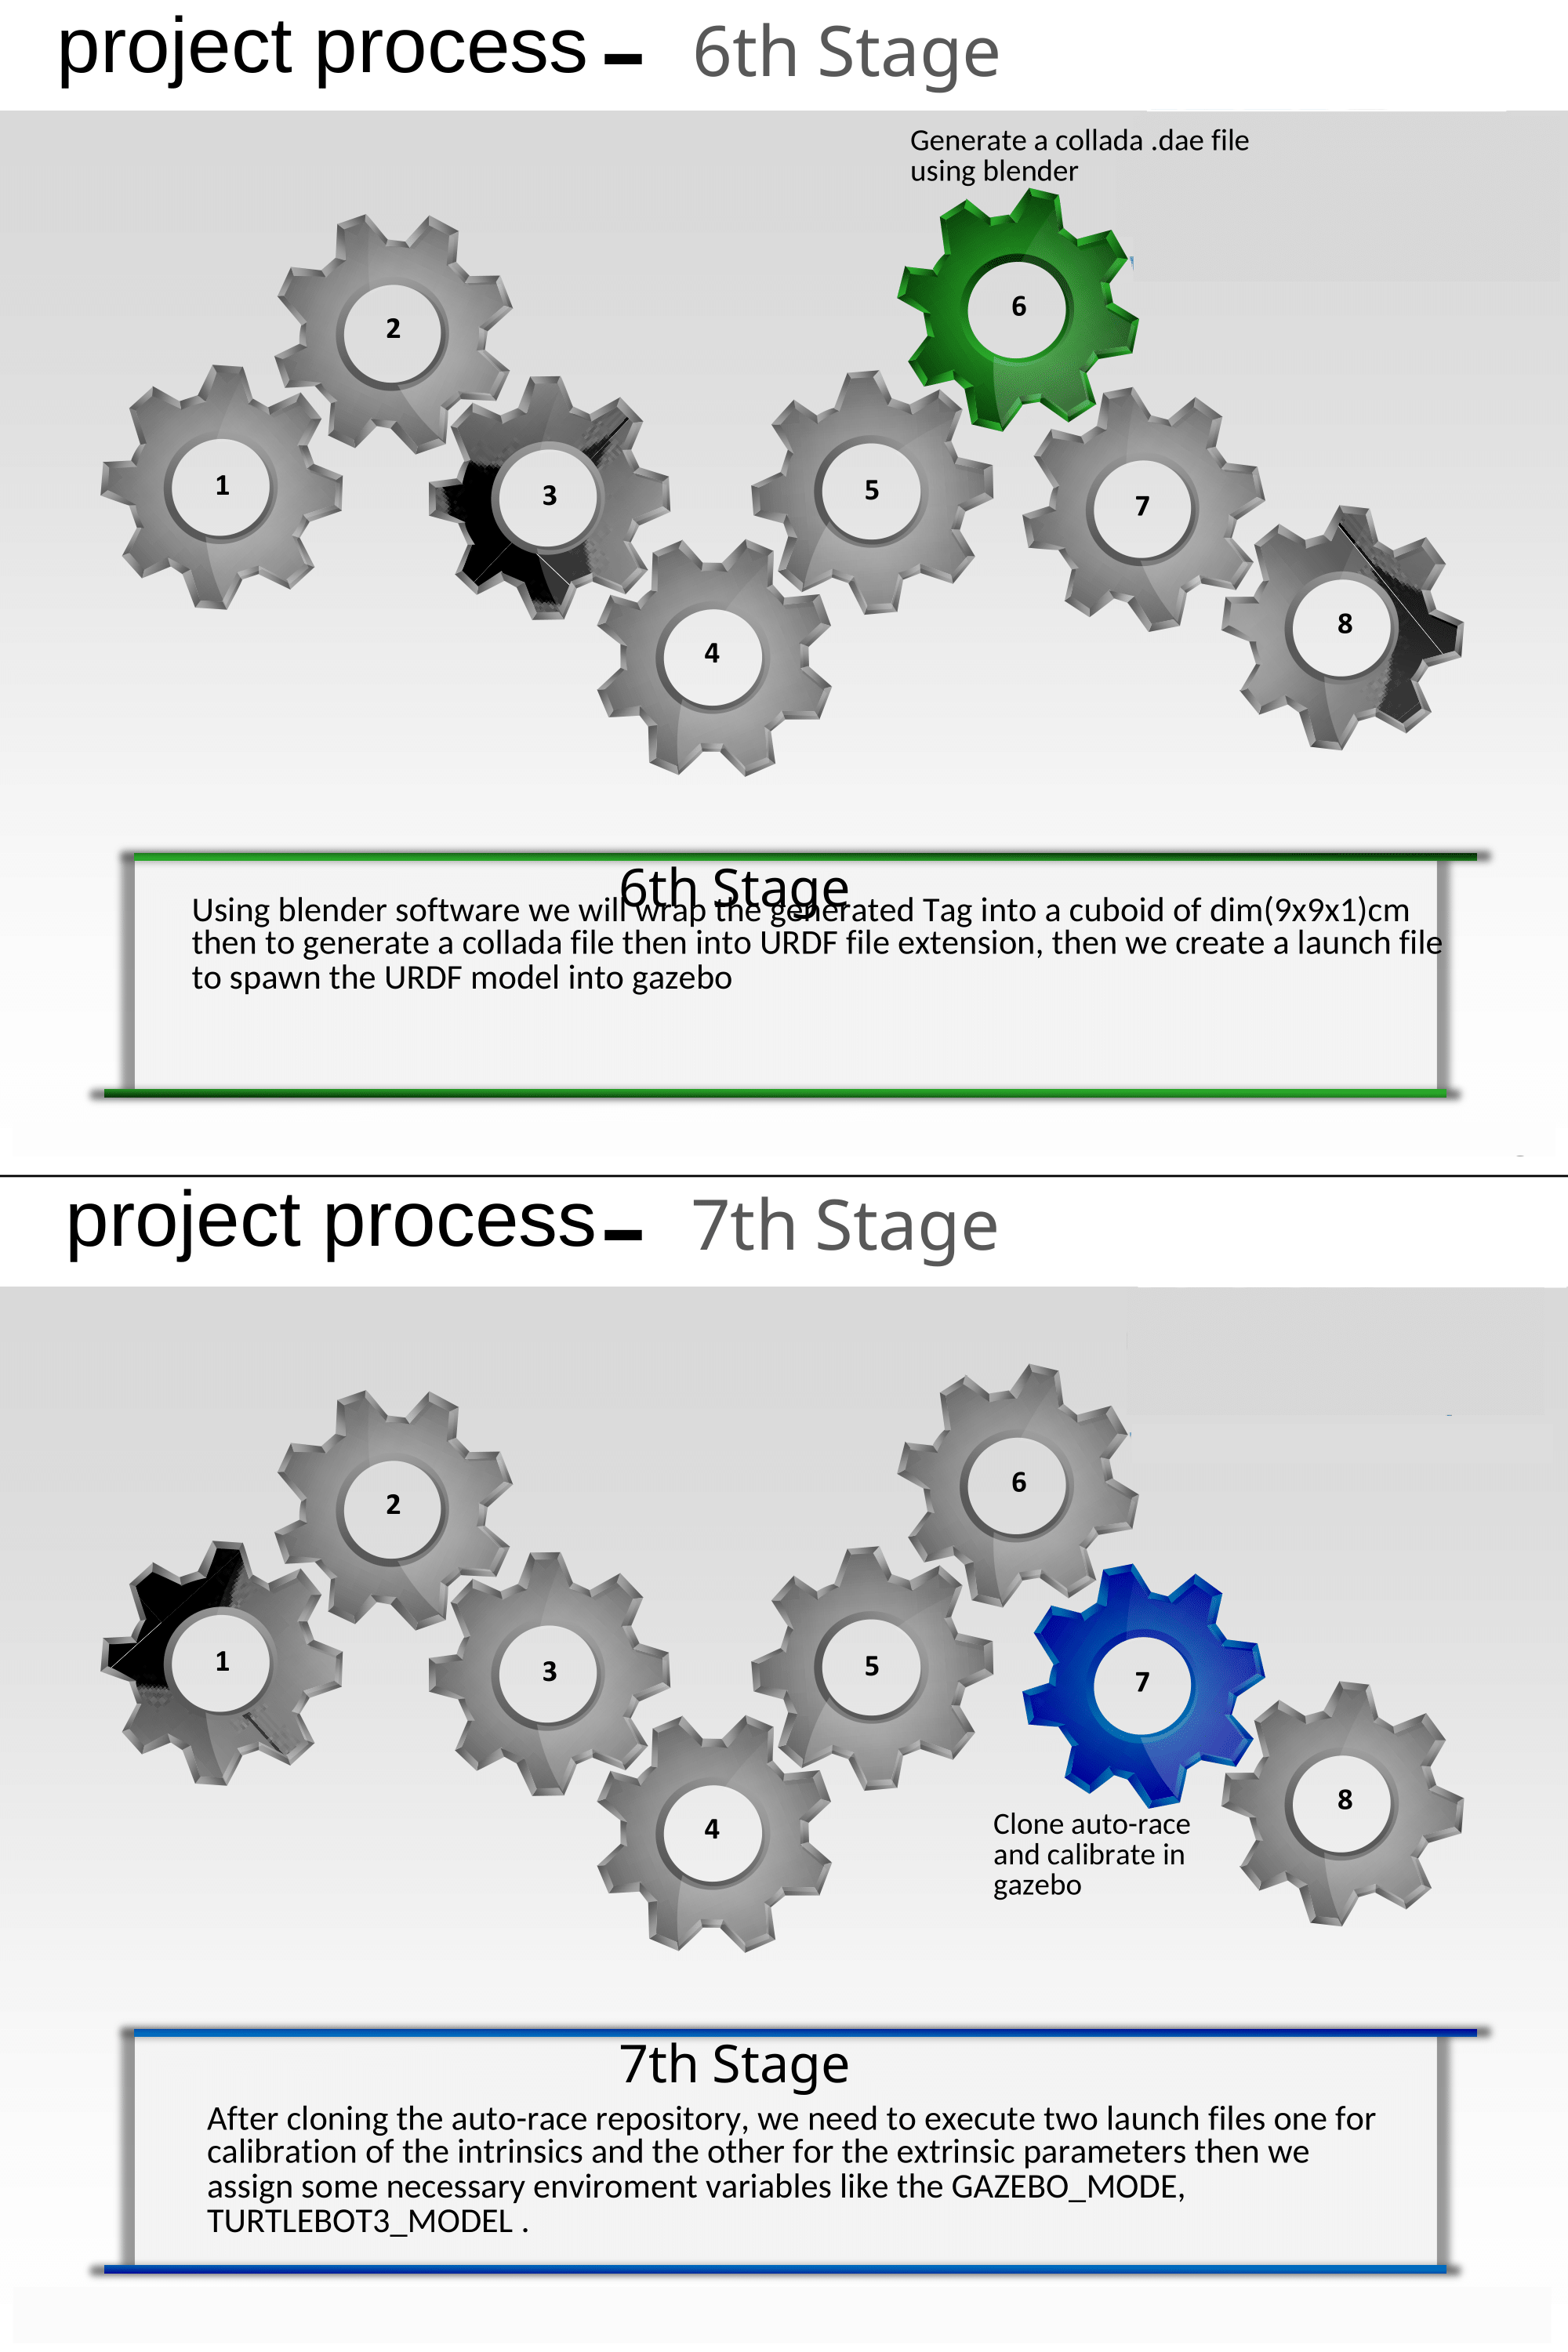 project process - 6th Stage
Generate a collada .dae file
using blender
2
6
1
3
5
7
4
8
6th Stage
Using blender software we will wrap the generated Tag into a cuboid of dim(9x9x1)cm
then to generate a collada file then into URDF file extension, then we create a launch file
to spawn the URDF model into gazebo
project process - 7th Stage
2
6
1
3
5
7
4
8
Clone auto-race
and calibrate in
gazebo
7th Stage
After cloning the auto-race repository, we need to execute two launch files one for
calibration of the intrinsics and the other for the extrinsic parameters then we
assign some necessary enviroment variables like the GAZEBO_MODE,
TURTLEBOT3_MODEL .